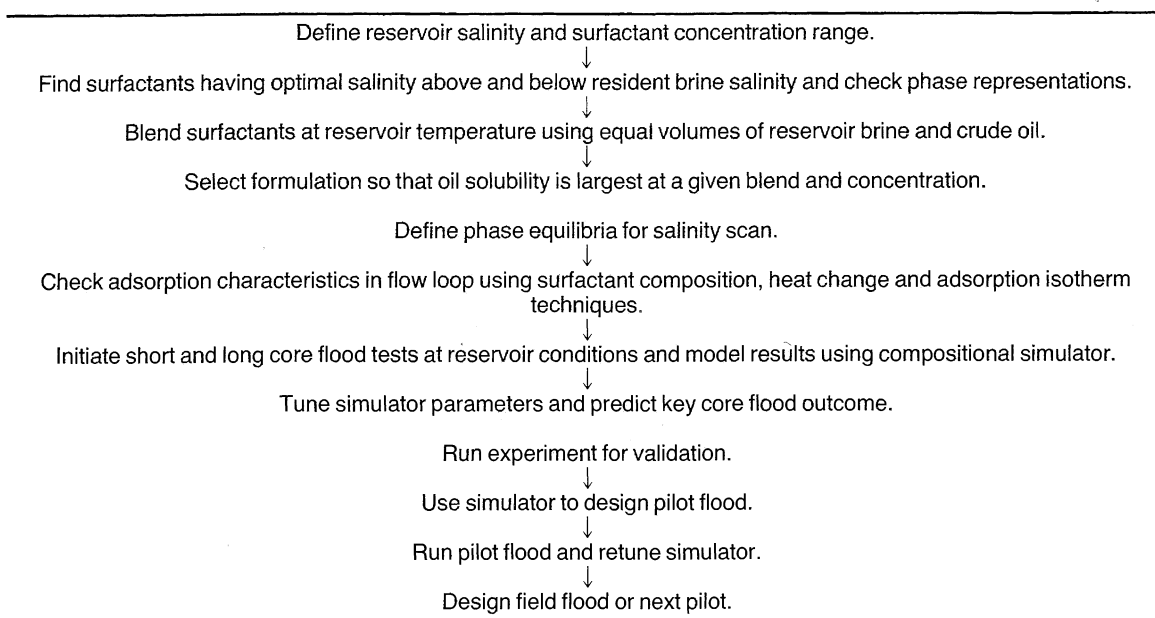 Define reservoir salinity and surfactant concentration range.
↓
Find surfactants having optimal salinity above and below resident brine salinity and check phase representations.
↓
Blend surfactants at reservoir temperature using equal volumes of reservoir brine and crude oil.
↓
Select formulation so that oil solubility is largest at a given blend and concentration.
Define phase equilibria for salinity scan.
↓
Check adsorption characteristics in flow loop using surfactant composition, heat change and adsorption isotherm
techniques.
↓
Initiate short and long core flood tests at reservoir conditions and model results using compositional simulator.
↓
Tune simulator parameters and predict key core flood outcome.
Run experiment for validation.
↓
Use simulator to design pilot flood.
↓
Run pilot flood and retune simulator.
↓
Design field flood or next pilot.